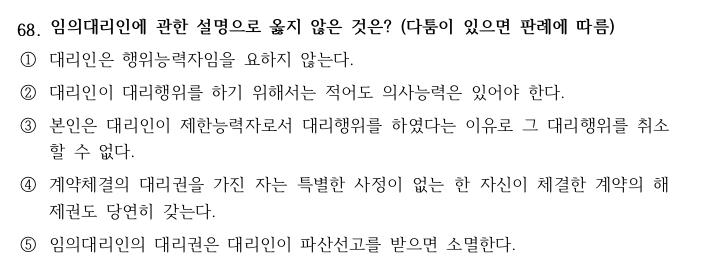 68. 임의대리인에 관한 설명으로 옳지 않은 것은? (다툼이 있으면 판례에 따름)
① 대리인은 행위능력자임을 요하지 않는다.
② 대리인이 대리행위를 하기 위해서는 적어도 의사능력은 있어야 한다.
③ 본인은 대리인이 제한능력자로서 대리행위를 하였다는 이유로 그 대리행위를 취소
할 수 없다.
④ 계약체결의 대리권을 가진 자는 특별한 사정이 없는 한 자신이 체결한 계약의 해
제권도 당연히 갖는다.
⑤ 임의대리인의 대리권은 대리인이 파산선고를 받으면 소멸한다.